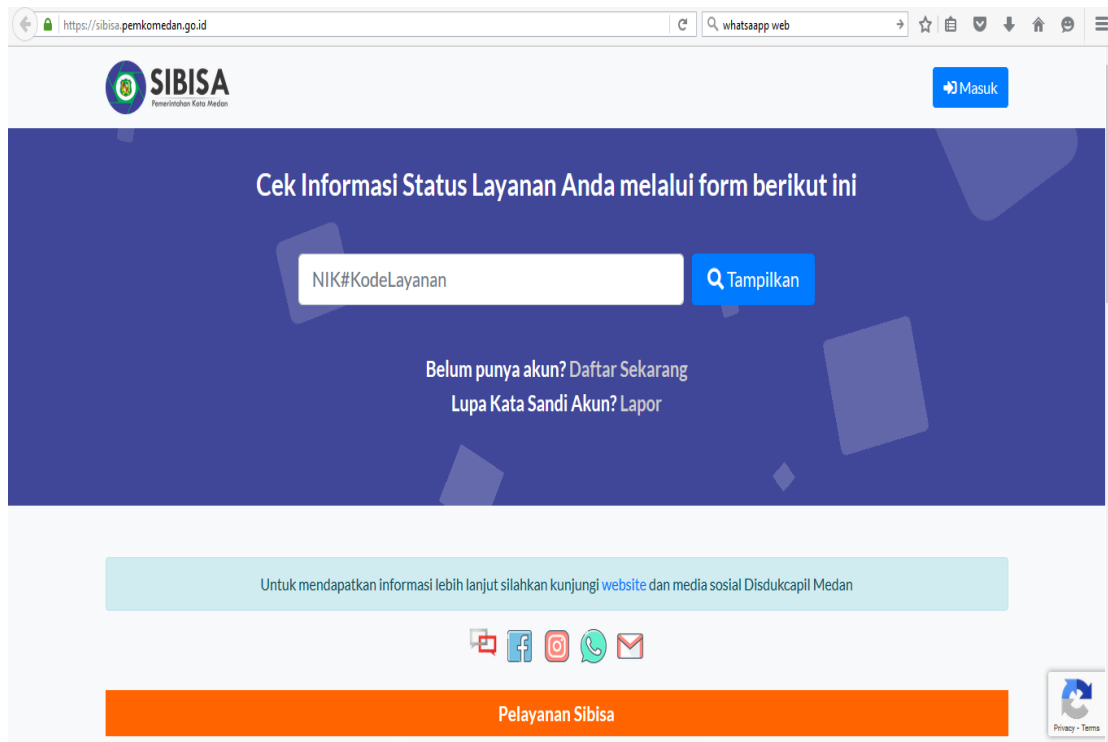 https://sibisa.pemkomedan.go.id
whatsaapp web
SIBISA
Pemerintahan Kota Medan
Masuk
Cek Informasi Status Layanan Anda melalui form berikut ini
NIK#KodeLayanan
Tampilkan
Belum punya akun? Daftar Sekarang
Lupa Kata Sandi Akun? Lapor
Untuk mendapatkan informasi lebih lanjut silahkan kunjungi website dan media sosial Disdukcapil Medan
Pelayanan Sibisa
Privacy - Terms